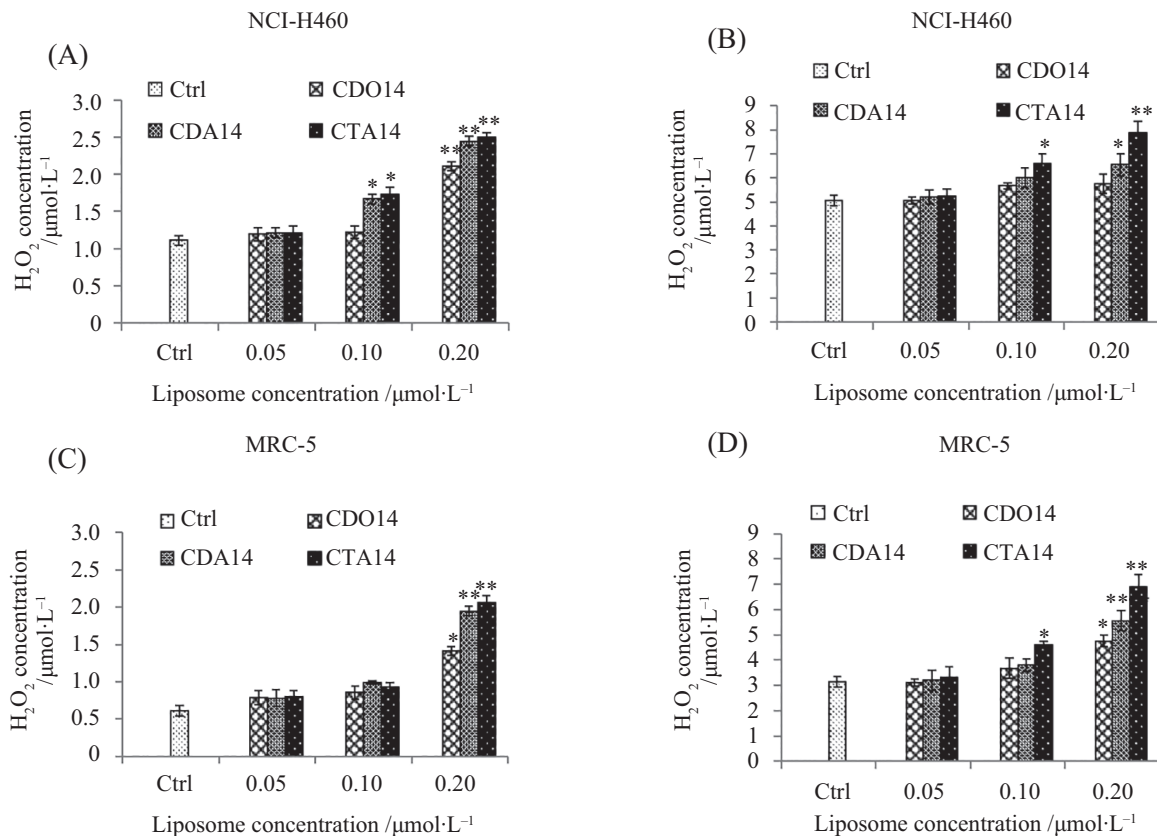 NCI-H460
(A)
Ctrl
CDO14
CDA14
CTA14
H₂O₂ concentration
/μmol·L⁻¹
3.0
2.5
2.0
1.5
1.0
0.5
0
* *
** ** **
Ctrl 0.05 0.10 0.20
Liposome concentration /μmol·L⁻¹
NCI-H460
(B)
Ctrl
CDO14
CDA14
CTA14
H₂O₂ concentration
/μmol·L⁻¹
9
8
7
6
5
4
3
2
1
0
*
* **
Ctrl 0.05 0.10 0.20
Liposome concentration /μmol·L⁻¹
MRC-5
(C)
Ctrl
CDO14
CDA14
CTA14
H₂O₂ concentration
/μmol·L⁻¹
3.0
2.5
2.0
1.5
1.0
0.5
0
* ** **
Ctrl 0.05 0.10 0.20
Liposome concentration /μmol·L⁻¹
MRC-5
(D)
Ctrl
CDO14
CDA14
CTA14
H₂O₂ concentration
/μmol·L⁻¹
9
8
7
6
5
4
3
2
1
0
*
* ** **
Ctrl 0.05 0.10 0.20
Liposome concentration /μmol·L⁻¹